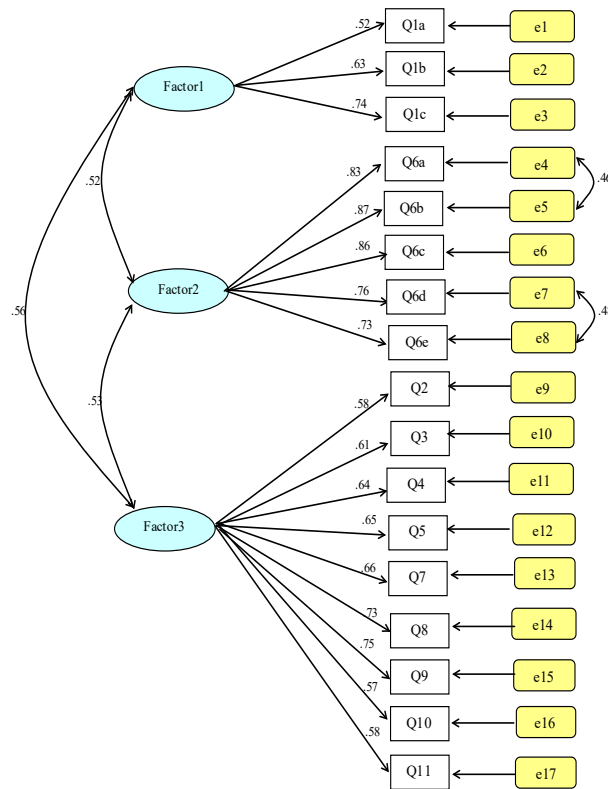 .52 Q1a e1
.63 Q1b e2
Factor1
.74 Q1c e3
.83 Q6a e4 .46
.52
.87 Q6b e5
.86 Q6c e6
Factor2
.76 Q6d e7
.56
.73 Q6e e8
.53
.58 Q2 e9
.61 Q3 e10
.64 Q4 e11
Factor3
.65 Q5 e12
.66 Q7 e13
.73 Q8 e14
.75 Q9 e15
.57 Q10 e16
.58 Q11 e17